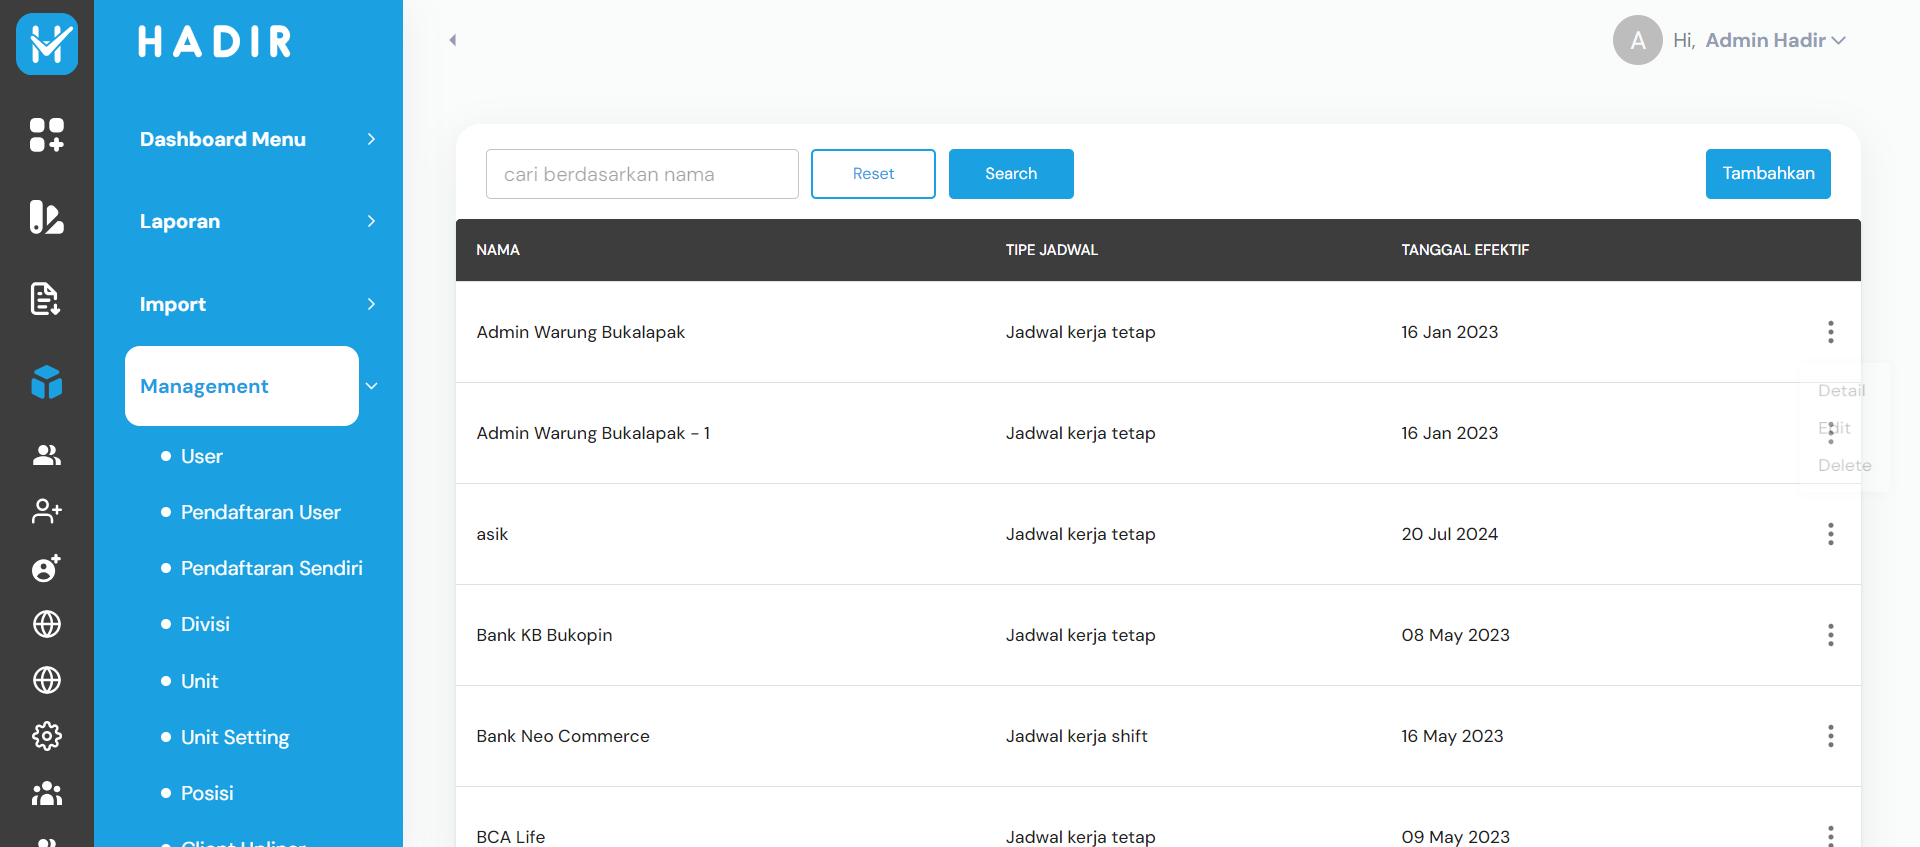 HADIR
Hi, Admin Hadir
A
Dashboard Menu
Laporan
Import
Management
User
Pendaftaran User
Pendaftaran Sendiri
Divisi
Unit
Unit Setting
Posisi
cari berdasarkan nama
Reset
Search
Tambahkan
NAMA TIPE JADWAL TANGGAL EFEKTIF
Admin Warung Bukalapak Jadwal kerja tetap 16 Jan 2023
Detail
Edit
Delete
Admin Warung Bukalapak - 1 Jadwal kerja tetap 16 Jan 2023
asik Jadwal kerja tetap 20 Jul 2024
Bank KB Bukopin Jadwal kerja tetap 08 May 2023
Bank Neo Commerce Jadwal kerja shift 16 May 2023
BCA Life Jadwal kerja tetap 09 May 2023